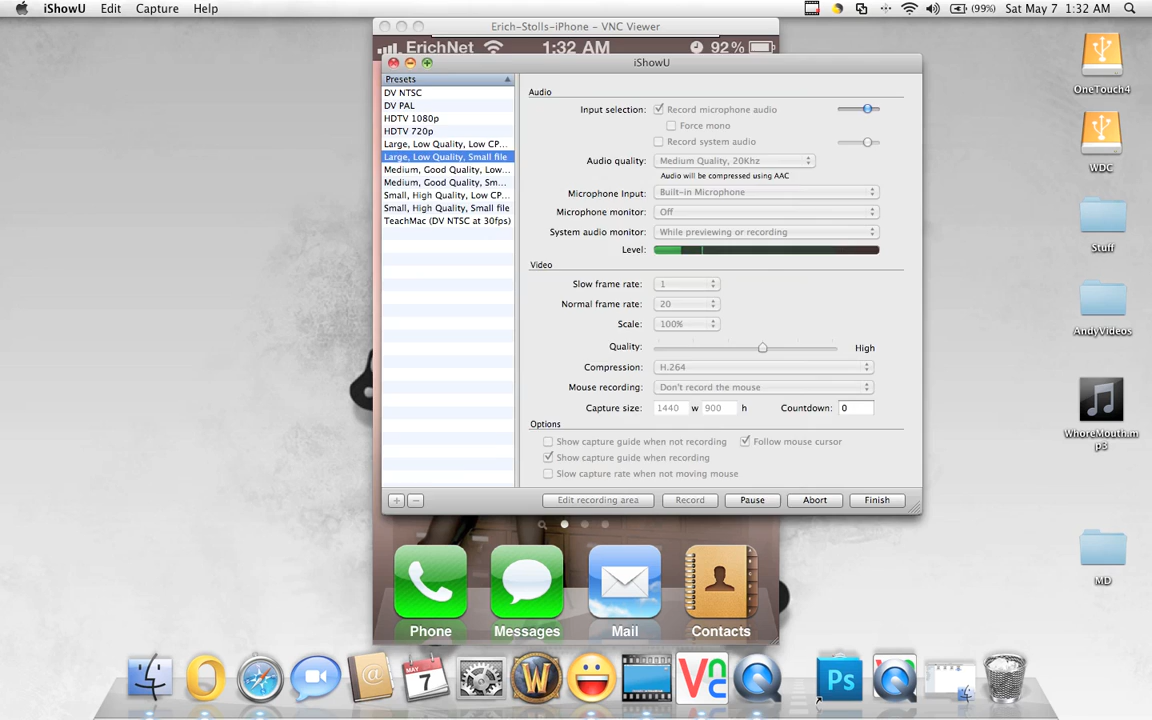 iShowU Edit Capture Help (99%) Sat May 7 1:32 AM
Erich-Stolls-iPhone – VNC Viewer
ErichNet 1:32 AM 92%
iShowU
Presets
DV NTSC
DV PAL
HDTV 1080p
HDTV 720p
Large, Low Quality, Low CP...
Large, Low Quality, Small file
Medium, Good Quality, Low...
Medium, Good Quality, Sm...
Small, High Quality, Low CP...
Small, High Quality, Small file
TeachMac (DV NTSC at 30fps)
Audio
Input selection: Record microphone audio
Force mono
Record system audio
Audio quality: Medium Quality, 20Khz
Audio will be compressed using AAC
Microphone Input: Built-in Microphone
Microphone monitor: Off
System audio monitor: While previewing or recording
Level:
Video
Slow frame rate: 1
Normal frame rate: 20
Scale: 100%
Quality: High
Compression: H.264
Mouse recording: Don't record the mouse
Capture size: 1440 w 900 h Countdown: 0
Options
Show capture guide when not recording Follow mouse cursor
Show capture guide when recording
Slow capture rate when not moving mouse
+ − Edit recording area Record Pause Abort Finish
OneTouch4
WDC
Stuff
AndyVideos
WhoreMouth.m
p3
MD
Phone Messages Mail Contacts
MAY
7
W
VNC
Ps